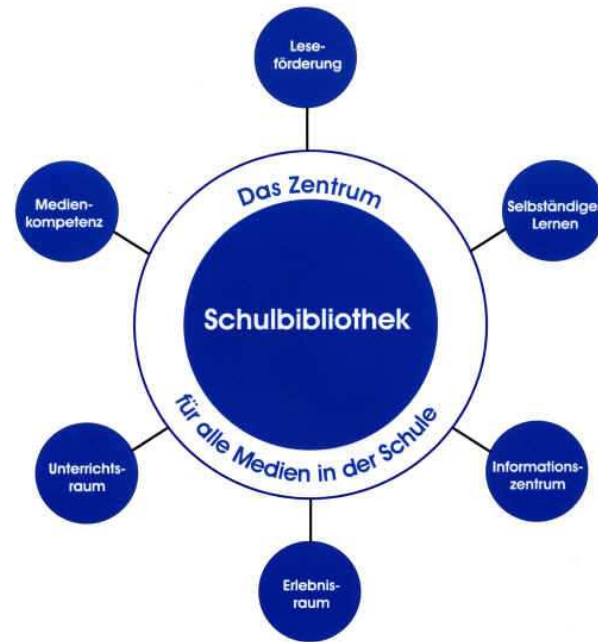 Lese-
förderung
Das Zentrum
Medien-
kompetenz
Selbständiges
Lernen
Schulbibliothek
für alle Medien in der Schule
Unterrichts-
raum
Informations-
zentrum
Erlebnis-
raum